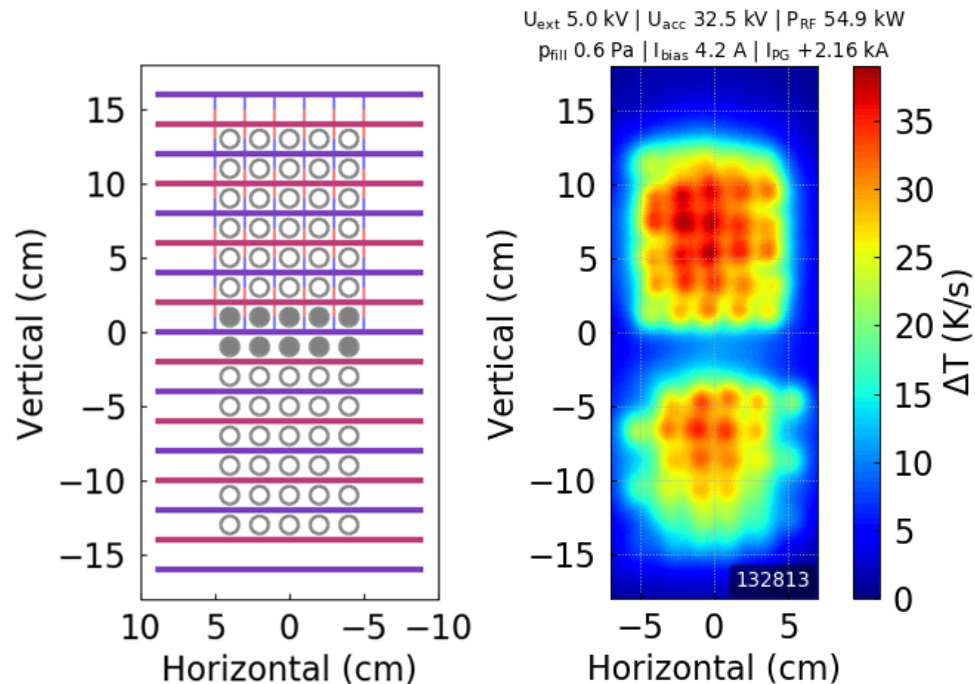 U_ext 5.0 kV | U_acc 32.5 kV | P_RF 54.9 kW
p_fill 0.6 Pa | I_bias 4.2 A | I_PG +2.16 kA
15
10
5
0
−5
−10
−15
10 5 0 −5 −10
Vertical (cm)
Horizontal (cm)
15
10
5
0
−5
−10
−15
−5 0 5
Vertical (cm)
Horizontal (cm)
132813
35
30
25
20
15
10
5
0
ΔT (K/s)